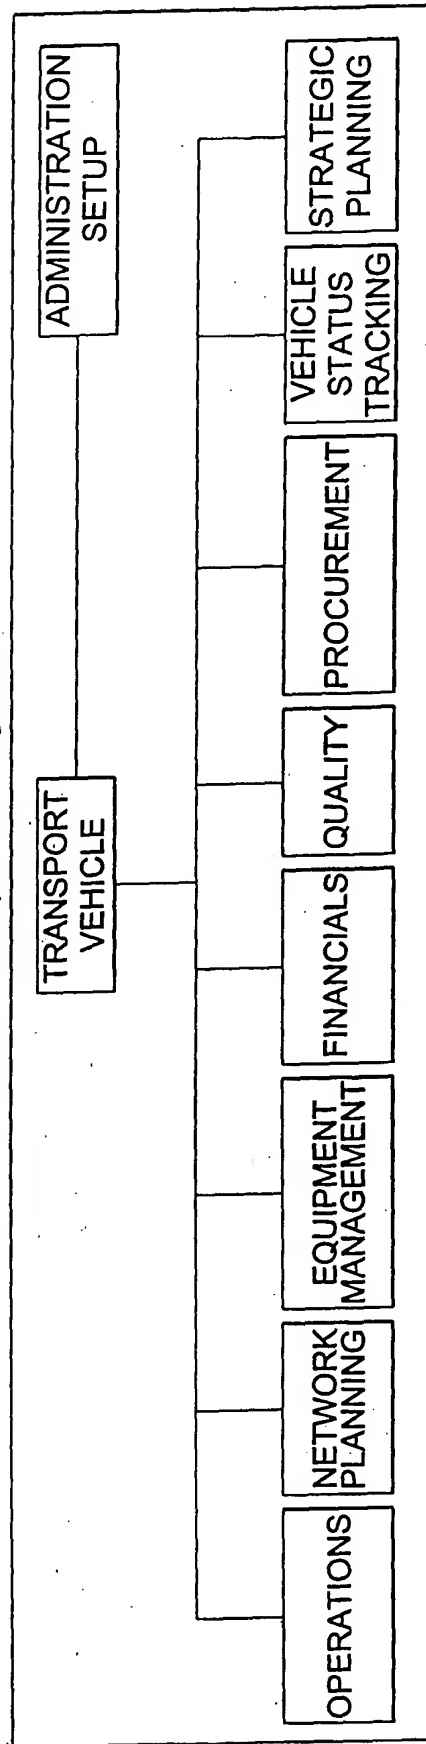 TRANSPORT
VEHICLE
ADMINISTRATION
SETUP
OPERATIONS
NETWORK
PLANNING
EQUIPMENT
MANAGEMENT
FINANCIALS
QUALITY
PROCUREMENT
VEHICLE
STATUS
TRACKING
STRATEGIC
PLANNING